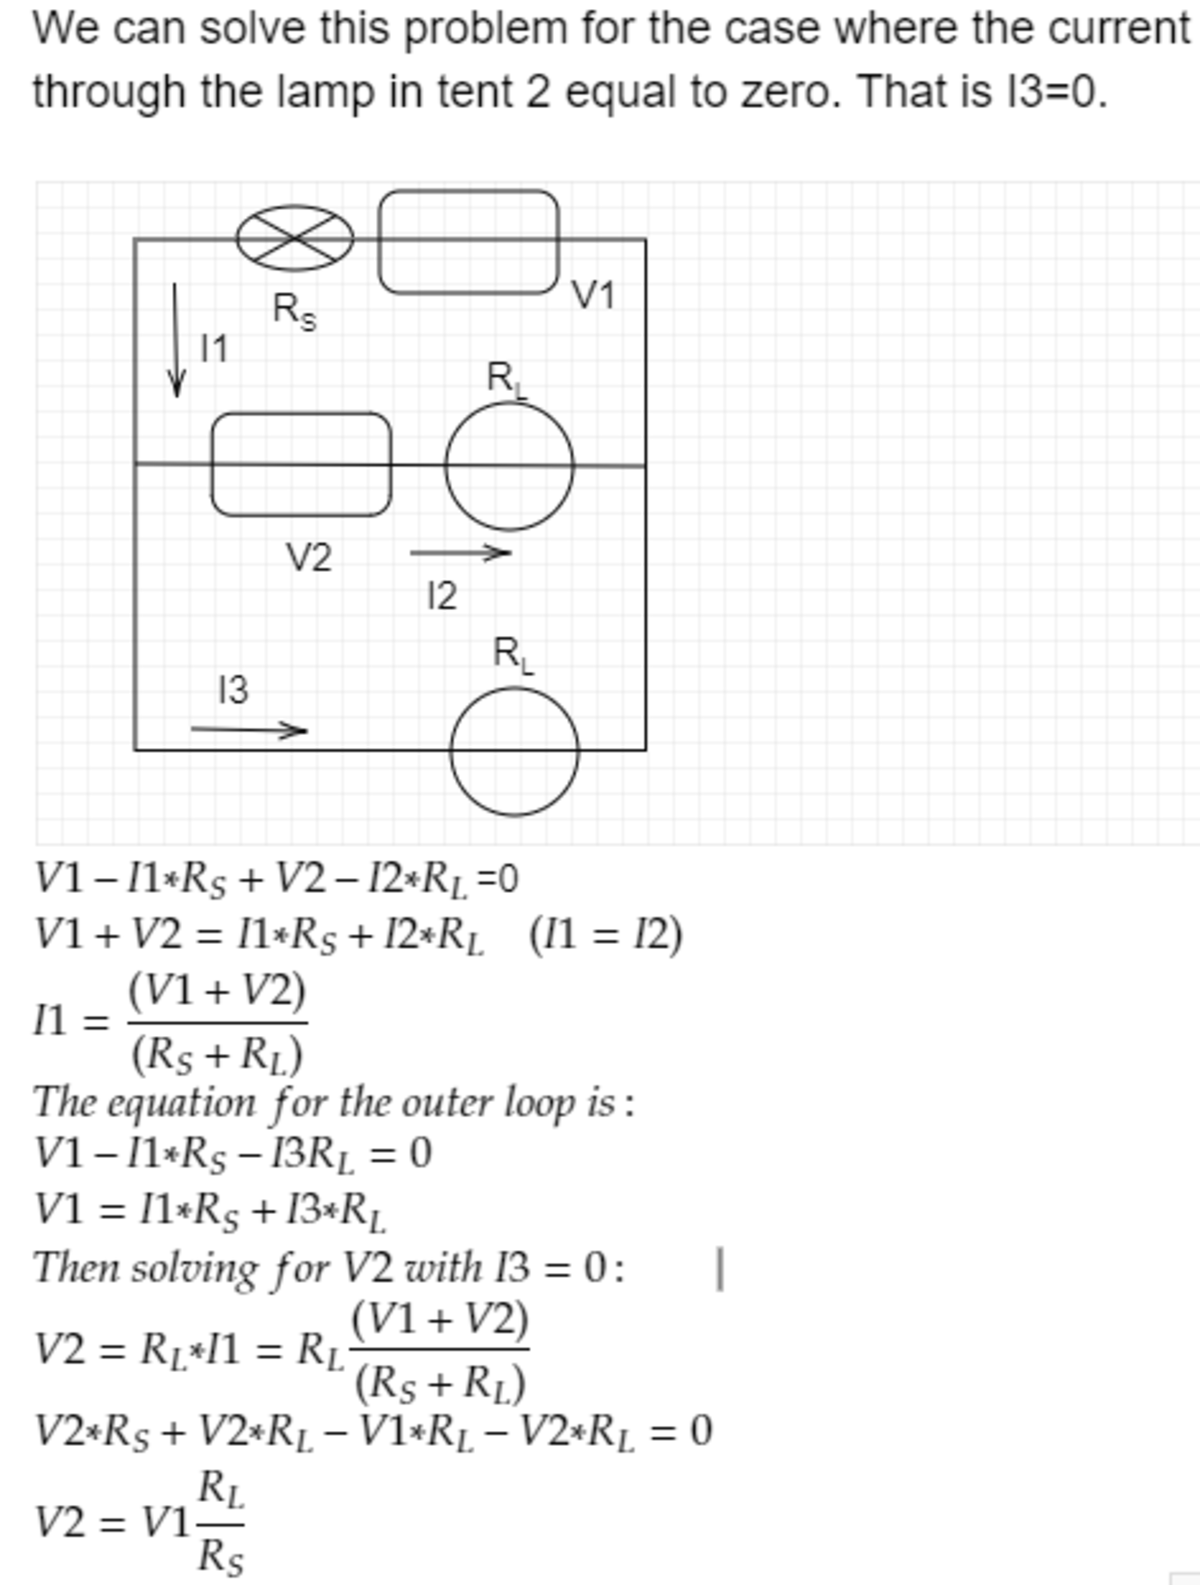 We can solve this problem for the case where the current
through the lamp in tent 2 equal to zero. That is I3=0.
V1
R_S
I1
R_L
V2
I2
R_L
I3
V1 – I1*R_S + V2 – I2*R_L =0
V1 + V2 = I1*R_S + I2*R_L (I1 = I2)
I1 = (V1 + V2) / (R_S + R_L)
The equation for the outer loop is :
V1 – I1*R_S – I3R_L = 0
V1 = I1*R_S + I3*R_L
Then solving for V2 with I3 = 0 :
V2 = R_L*I1 = R_L (V1 + V2) / (R_S + R_L)
V2*R_S + V2*R_L – V1*R_L – V2*R_L = 0
V2 = V1 R_L / R_S